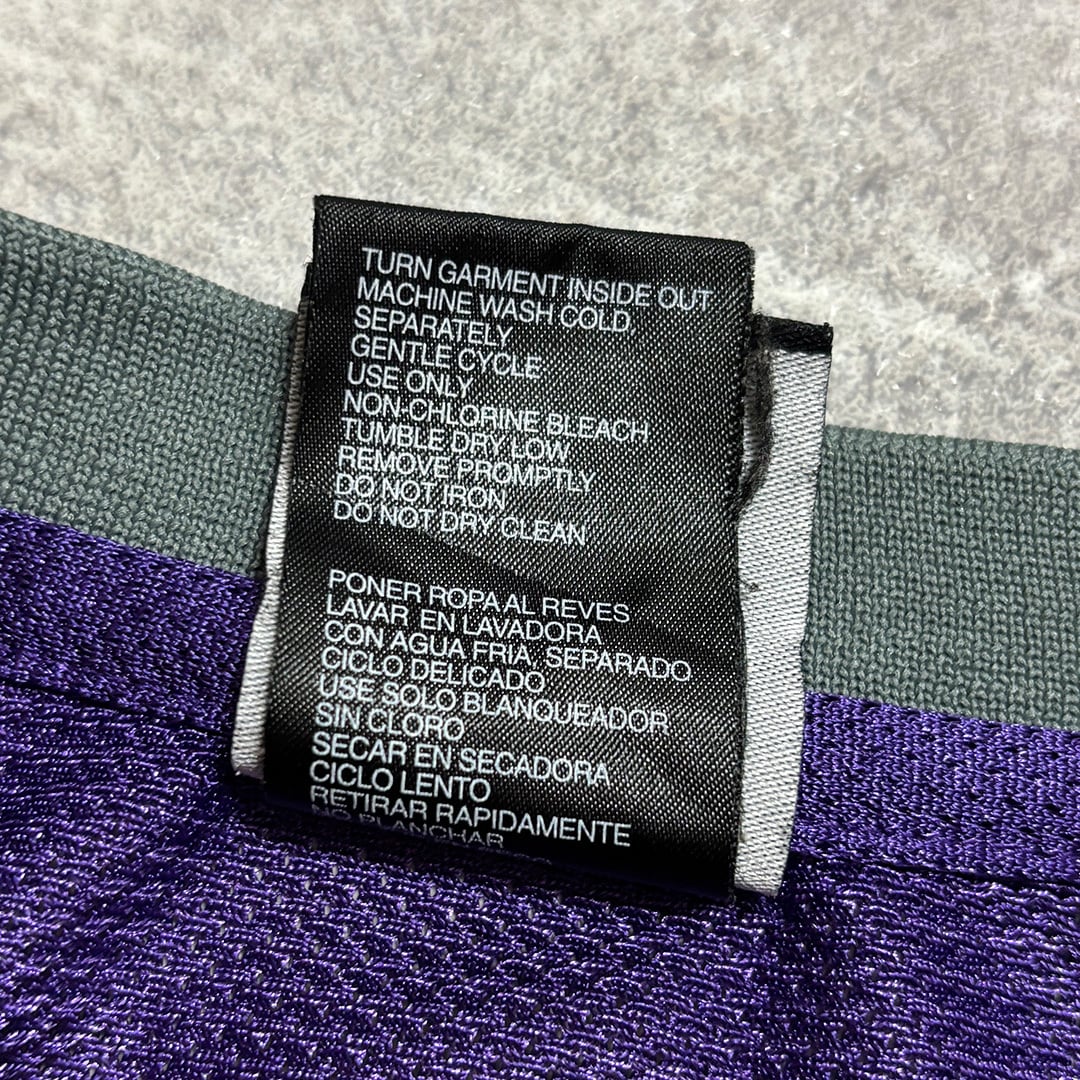 TURN GARMENT INSIDE OUT
MACHINE WASH COLD,
SEPARATELY
GENTLE CYCLE
USE ONLY
NON-CHLORINE BLEACH
TUMBLE DRY LOW
REMOVE PROMPTLY
DO NOT IRON
DO NOT DRY CLEAN
PONER ROPA AL REVES
LAVAR EN LAVADORA
CON AGUA FRIA, SEPARADO
CICLO DELICADO
USE SOLO BLANQUEADOR
SIN CLORO
SECAR EN SECADORA
CICLO LENTO
RETIRAR RAPIDAMENTE
NO PLANCHAR